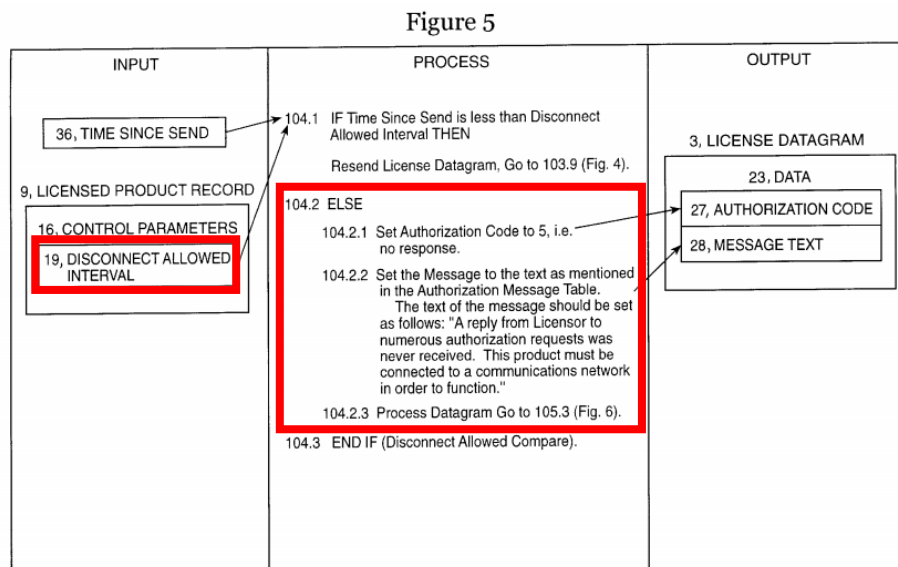 Figure 5
INPUT
PROCESS
OUTPUT
36, TIME SINCE SEND
9, LICENSED PRODUCT RECORD
16, CONTROL PARAMETERS
19, DISCONNECT ALLOWED
INTERVAL
104.1 IF Time Since Send is less than Disconnect
Allowed Interval THEN
Resend License Datagram, Go to 103.9 (Fig. 4).
104.2 ELSE
104.2.1 Set Authorization Code to 5, i.e.
no response.
104.2.2 Set the Message to the text as mentioned
in the Authorization Message Table.
The text of the message should be set
as follows: "A reply from Licensor to
numerous authorization requests was
never received. This product must be
connected to a communications network
in order to function."
104.2.3 Process Datagram Go to 105.3 (Fig. 6).
104.3 END IF (Disconnect Allowed Compare).
3, LICENSE DATAGRAM
23, DATA
27, AUTHORIZATION CODE
28, MESSAGE TEXT